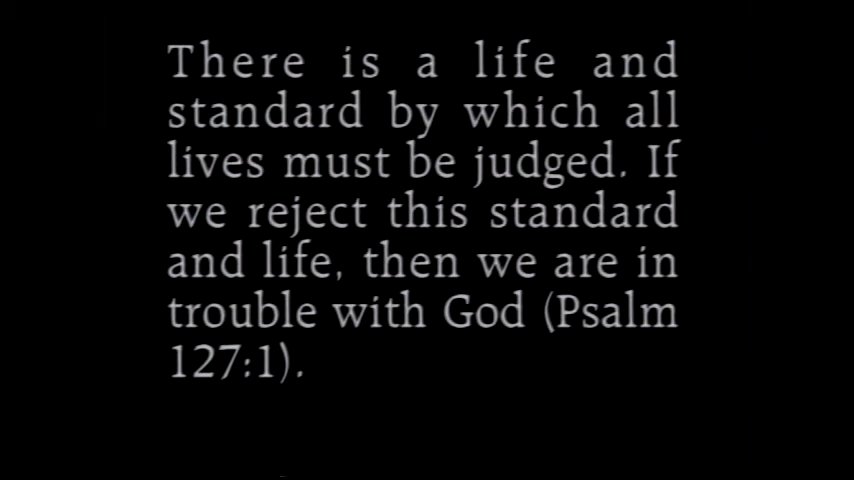 There is a life and
standard by which all
lives must be judged. If
we reject this standard
and life, then we are in
trouble with God (Psalm
127:1).